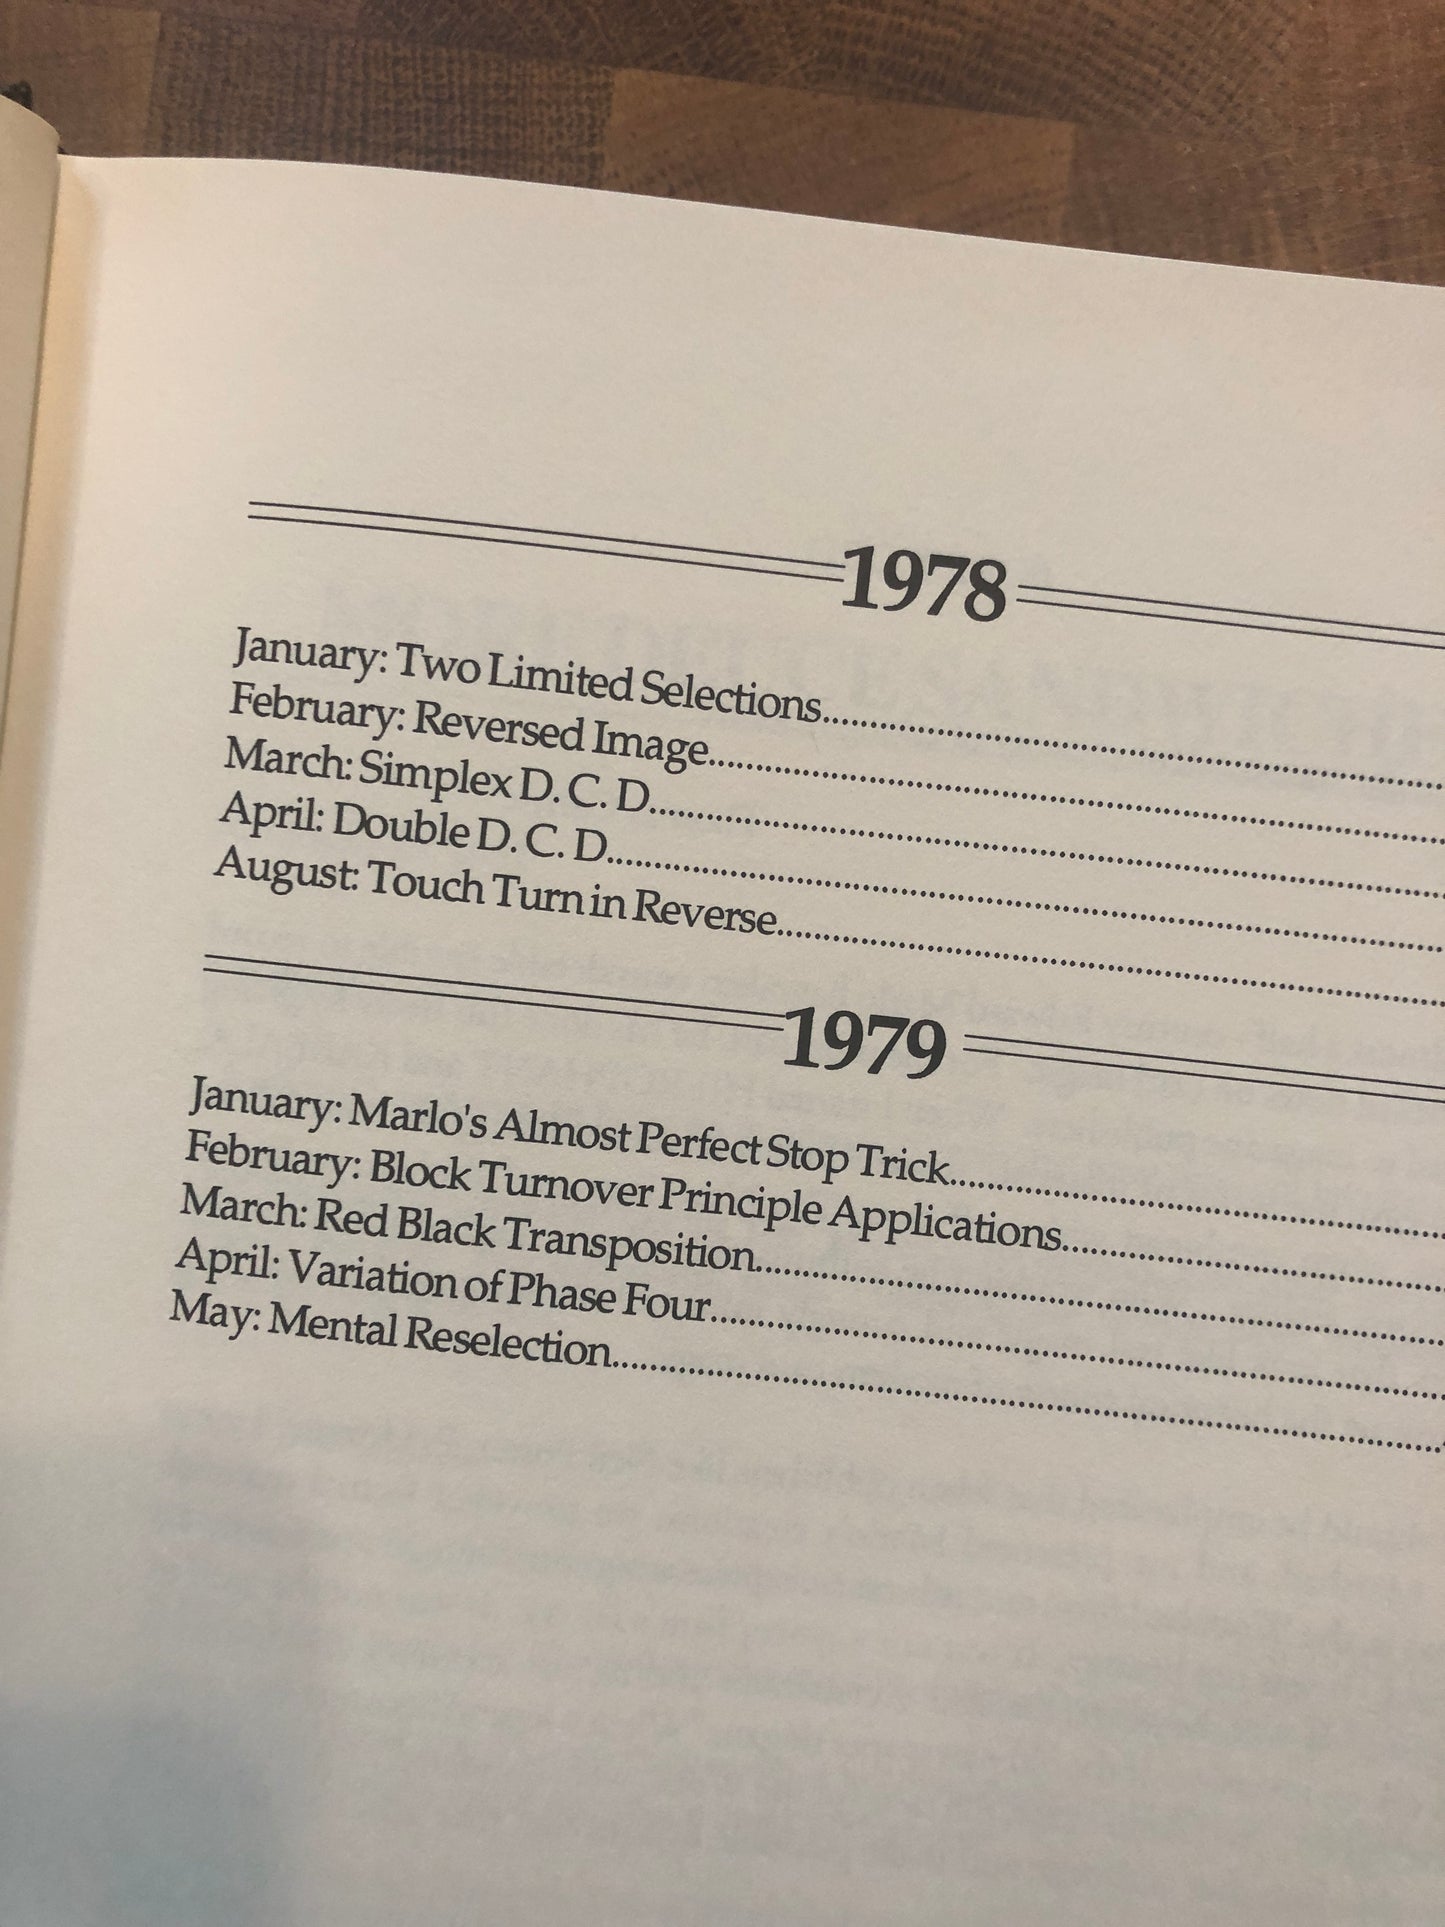 1978
January: Two Limited Selections........................................
February: Reversed Image........................................
March: Simplex D. C. D........................................
April: Double D. C. D........................................
August: Touch Turn in Reverse........................................
1979
January: Marlo's Almost Perfect Stop Trick........................................
February: Block Turnover Principle Applications........................................
March: Red Black Transposition........................................
April: Variation of Phase Four........................................
May: Mental Reselection........................................